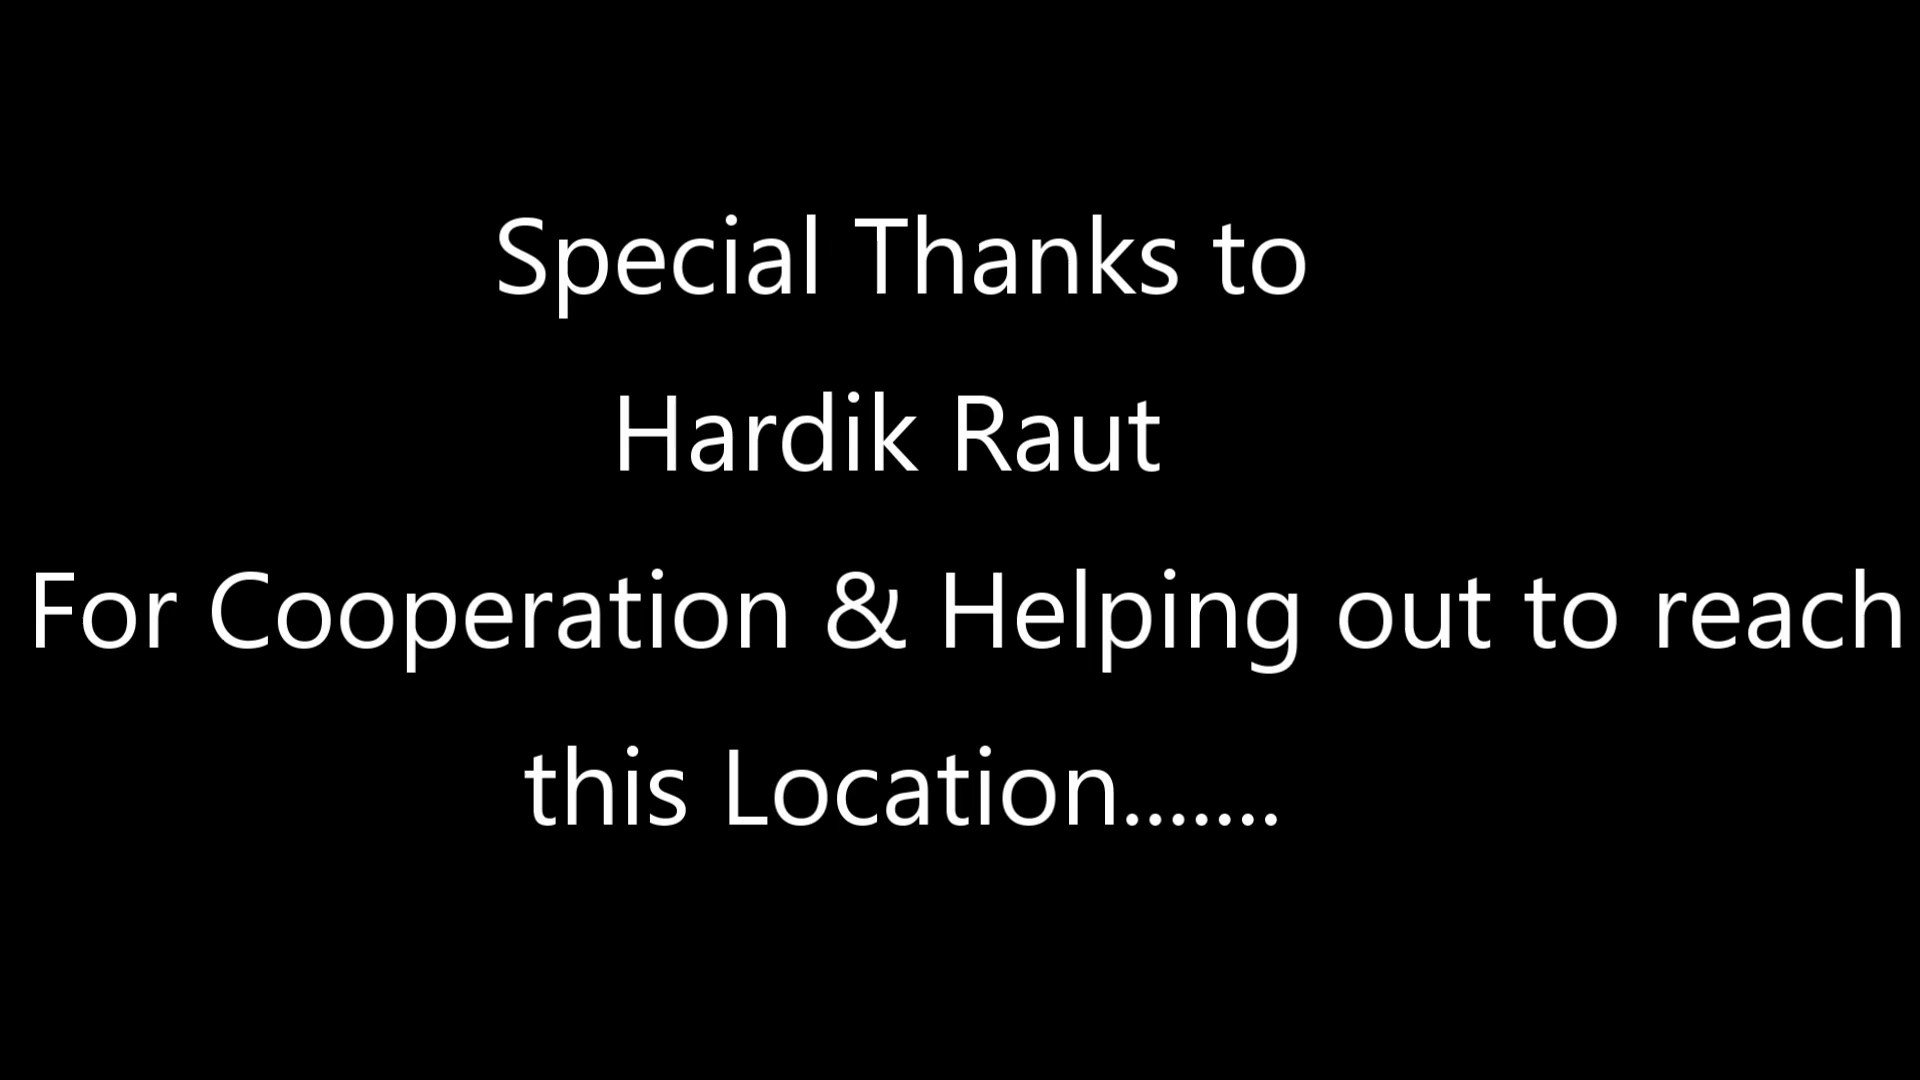 Special Thanks to
Hardik Raut
For Cooperation & Helping out to reach
this Location.......